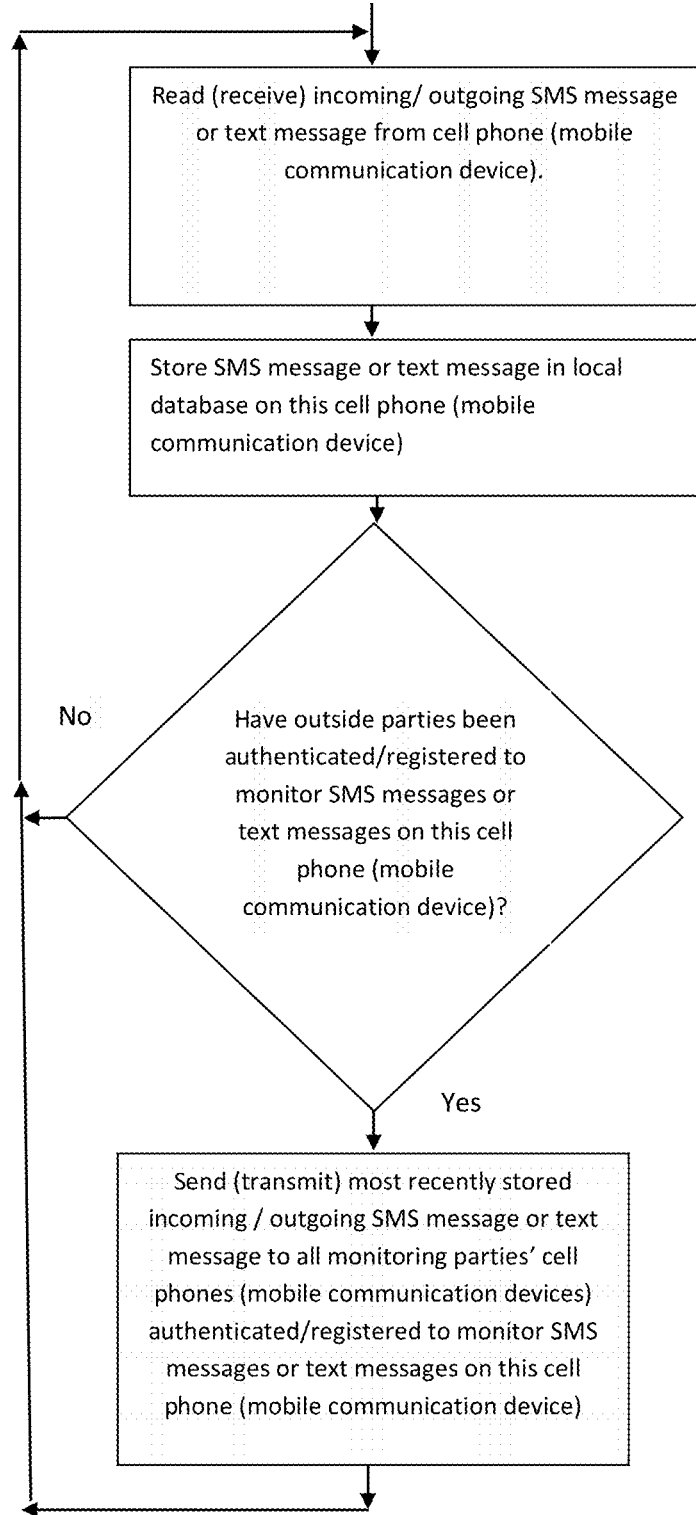 Read (receive) incoming/ outgoing SMS message
or text message from cell phone (mobile
communication device).
Store SMS message or text message in local
database on this cell phone (mobile
communication device)
No
Have outside parties been
authenticated/registered to
monitor SMS messages or
text messages on this cell
phone (mobile
communication device)?
Yes
Send (transmit) most recently stored
incoming / outgoing SMS message or text
message to all monitoring parties’ cell
phones (mobile communication devices)
authenticated/registered to monitor SMS
messages or text messages on this cell
phone (mobile communication device)